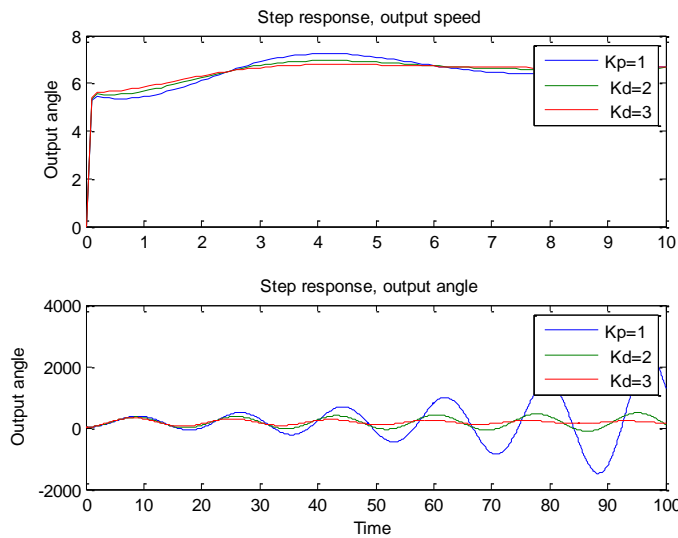 Step response, output speed
Output angle
8
6
4
2
0
0 1 2 3 4 5 6 7 8 9 10
Kp=1
Kd=2
Kd=3
Step response, output angle
Output angle
4000
2000
0
-2000
0 10 20 30 40 50 60 70 80 90 100
Kp=1
Kd=2
Kd=3
Time